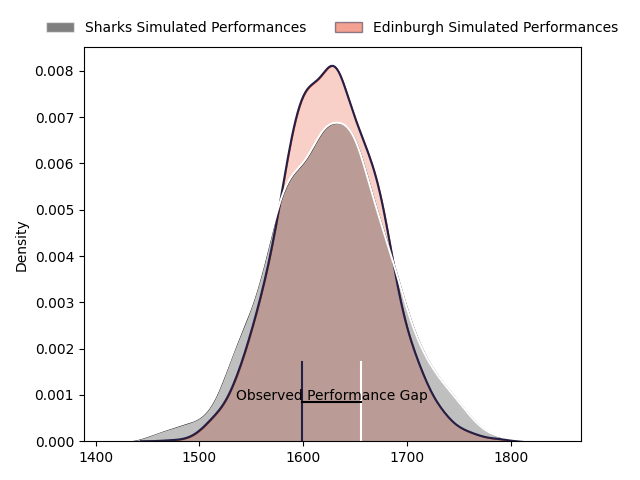 Sharks Simulated Performances Edinburgh Simulated Performances
0.008
0.007
0.006
0.005
0.004
0.003
0.002
0.001
0.000
Density
Observed Performance Gap
1400 1500 1600 1700 1800